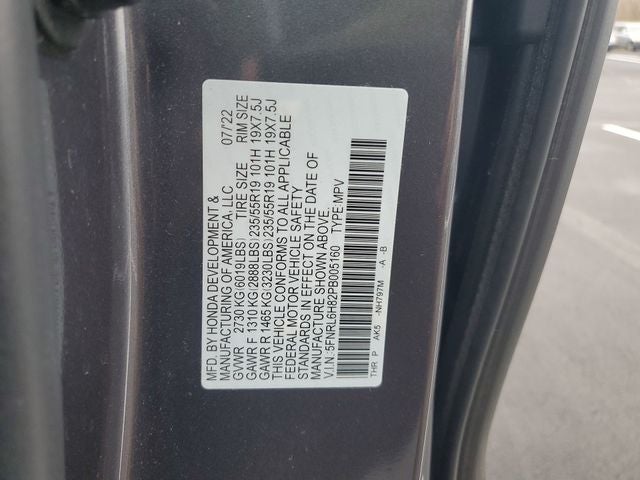 MFD. BY HONDA DEVELOPMENT &
MANUFACTURING OF AMERICA, LLC 07/'22
GVWR 2730 KG(6019LBS) TIRE SIZE RIM SIZE
GAWR F 1310 KG(2888LBS)235/55R19 101H 19X7.5J
GAWR R 1465 KG(3230LBS)235/55R19 101H 19X7.5J
THIS VEHICLE CONFORMS TO ALL APPLICABLE
FEDERAL MOTOR VEHICLE SAFETY
STANDARDS IN EFFECT ON THE DATE OF
MANUFACTURE SHOWN ABOVE.
V.I.N.:5FNRL6H82PB005160 TYPE:MPV
THR P AK5 -NH797M -A -B